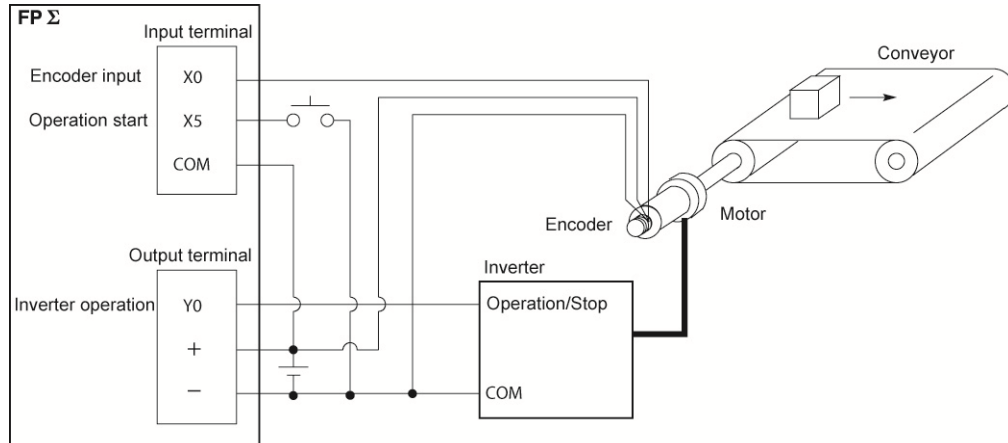 FP Σ
Input terminal
Encoder input
X0
Operation start
X5
COM
Conveyor
Encoder
Motor
Output terminal
Inverter
Inverter operation
Y0
Operation/Stop
+
−
COM